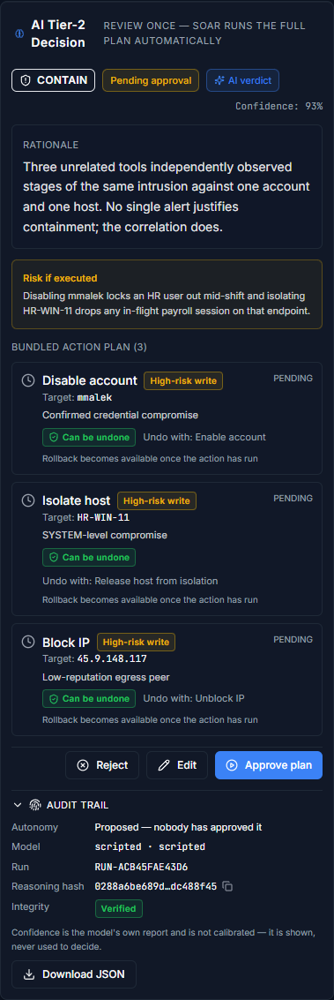 AI Tier-2 Decision
REVIEW ONCE — SOAR RUNS THE FULL PLAN AUTOMATICALLY
CONTAIN
Pending approval
AI verdict
Confidence: 93%
RATIONALE
Three unrelated tools independently observed
stages of the same intrusion against one account
and one host. No single alert justifies
containment; the correlation does.
Risk if executed
Disabling mmalek locks an HR user out mid-shift and isolating
HR-WIN-11 drops any in-flight payroll session on that endpoint.
BUNDLED ACTION PLAN (3)
Disable account High-risk write PENDING
Target: mmalek
Confirmed credential compromise
Can be undone Undo with: Enable account
Rollback becomes available once the action has run
Isolate host High-risk write PENDING
Target: HR-WIN-11
SYSTEM-level compromise
Can be undone
Undo with: Release host from isolation
Rollback becomes available once the action has run
Block IP High-risk write PENDING
Target: 45.9.148.117
Low-reputation egress peer
Can be undone Undo with: Unblock IP
Rollback becomes available once the action has run
Reject Edit Approve plan
AUDIT TRAIL
Autonomy Proposed — nobody has approved it
Model scripted · scripted
Run RUN-ACB45FAE43D6
Reasoning hash 0288a6be689d…dc488f45
Integrity Verified
Confidence is the model's own report and is not calibrated — it is shown,
never used to decide.
Download JSON